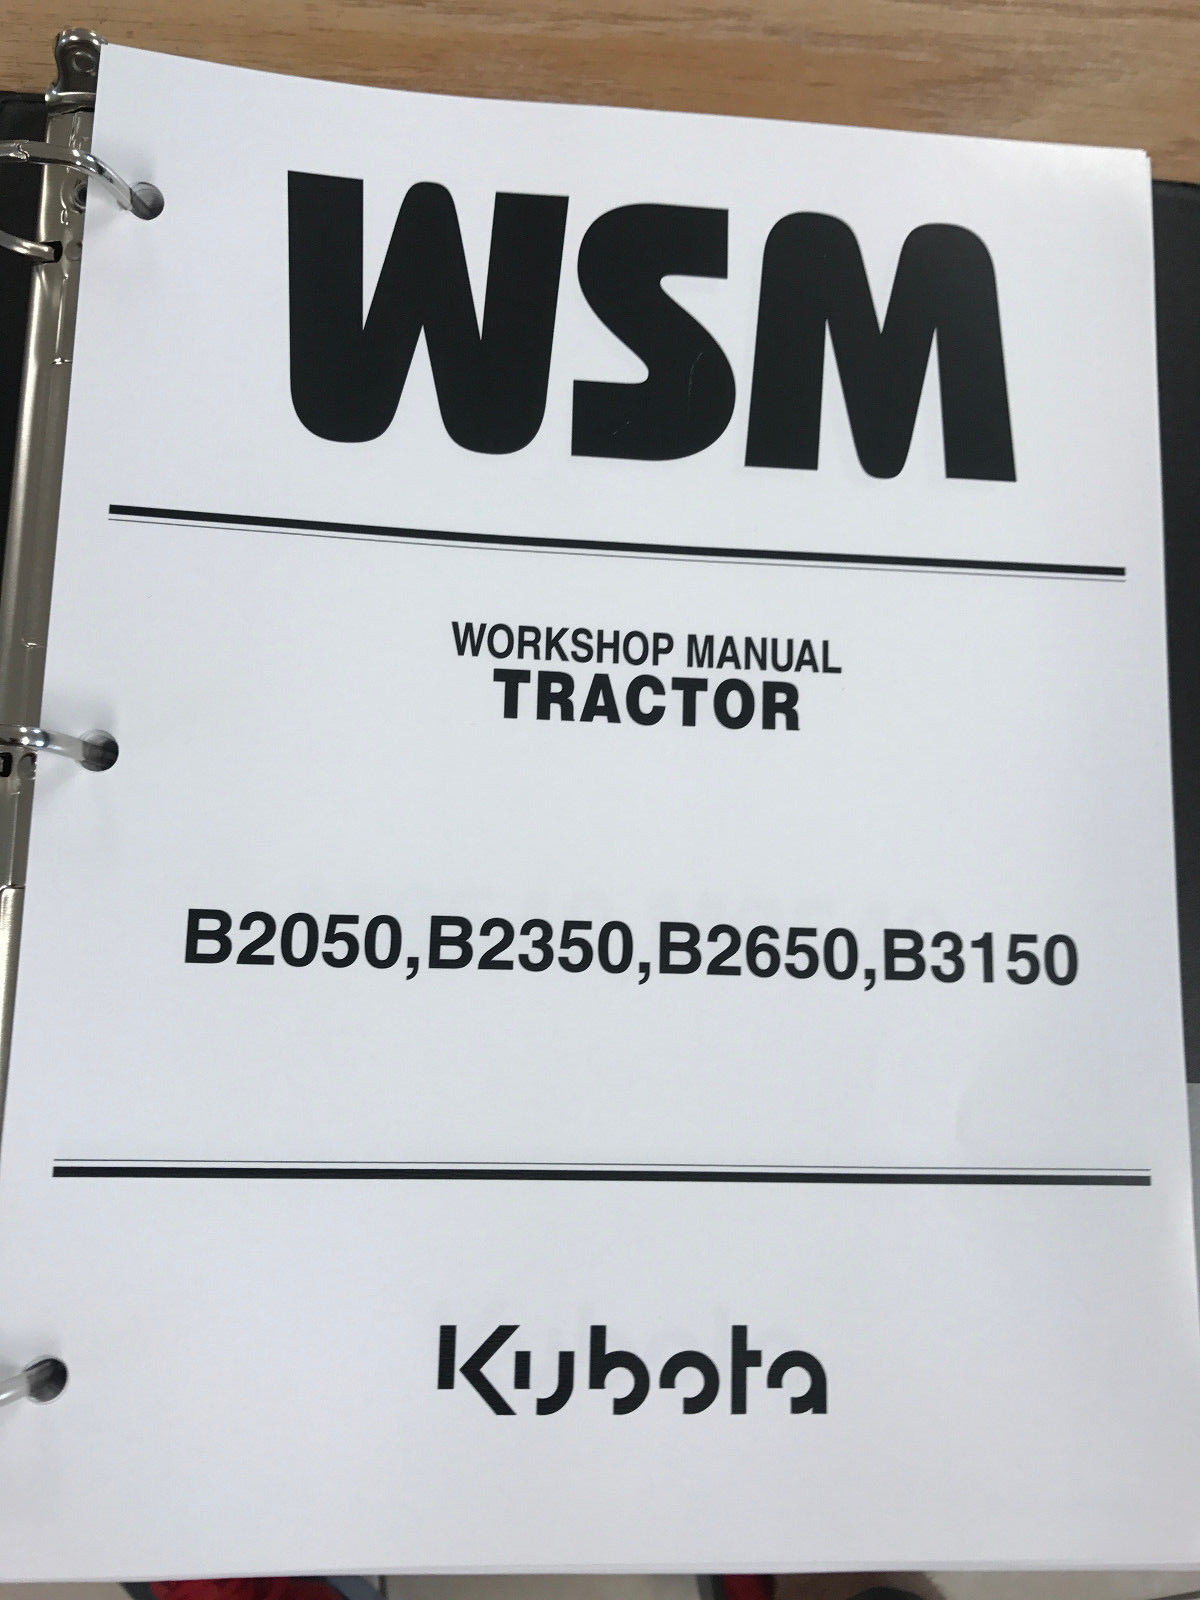 WSM
WORKSHOP MANUAL
TRACTOR
B2050,B2350,B2650,B3150
Kubota